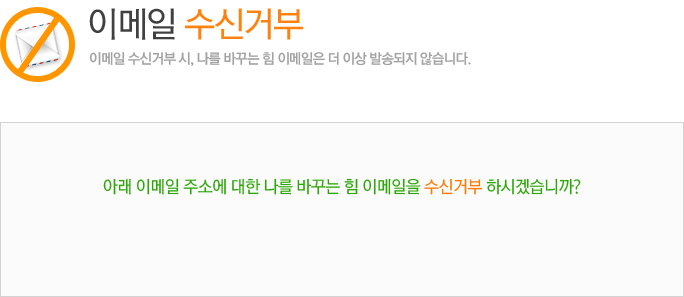 이메일 수신거부
이메일 수신거부 시, 나를 바꾸는 힘 이메일은 더 이상 발송되지 않습니다.
아래 이메일 주소에 대한 나를 바꾸는 힘 이메일을 수신거부 하시겠습니까?